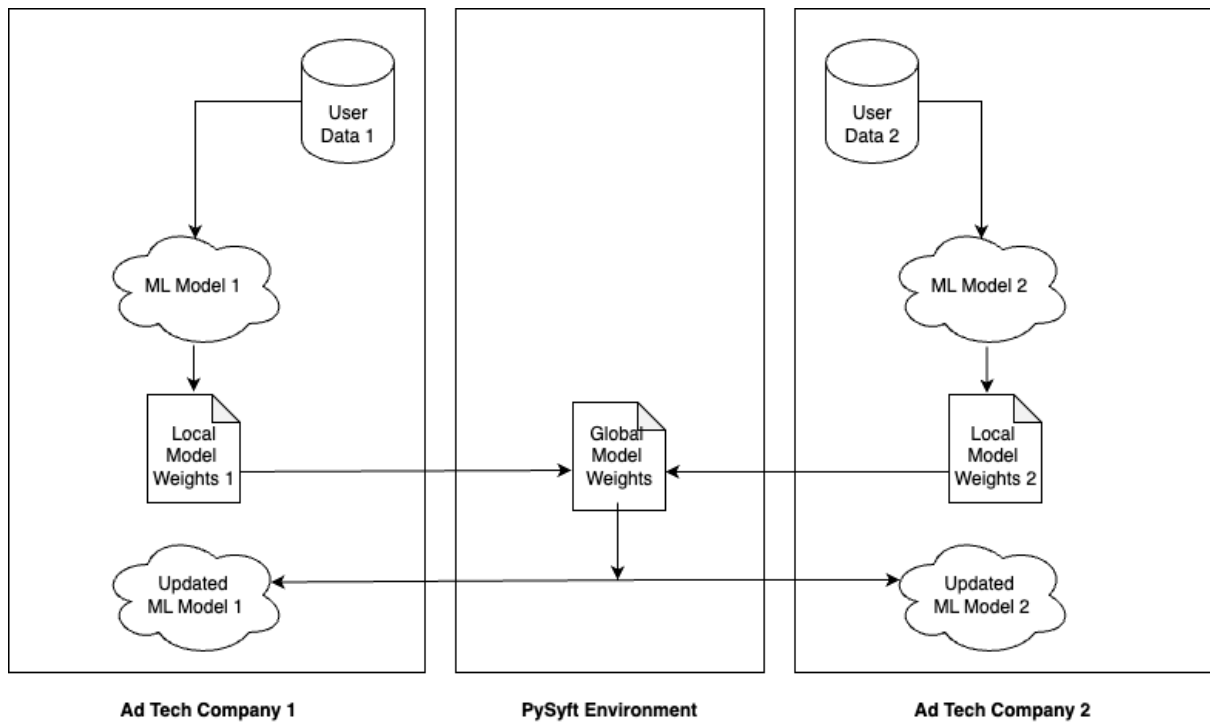 User
Data 1
User
Data 2
ML Model 1
ML Model 2
Local
Model
Weights 1
Global
Model
Weights
Local
Model
Weights 2
Updated
ML Model 1
Updated
ML Model 2
Ad Tech Company 1
PySyft Environment
Ad Tech Company 2